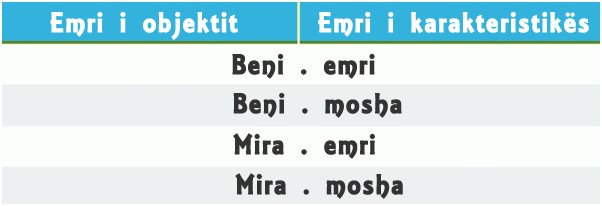 Emri i objektit Emri i karakteristikës
Beni . emri
Beni . mosha
Mira . emri
Mira . mosha